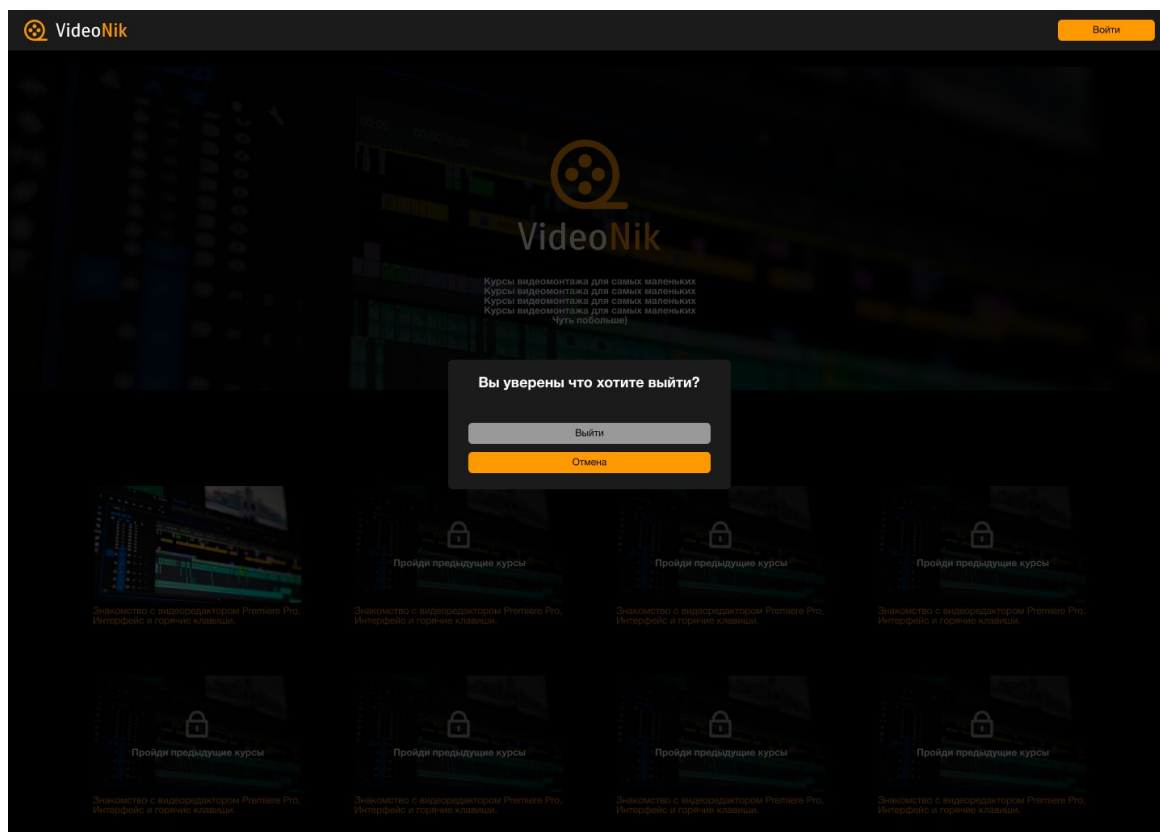 VideoNik
Войти
VideoNik
Курсы видеомонтажа для самых маленьких
Курсы видеомонтажа для самых маленьких
Курсы видеомонтажа для самых маленьких
Курсы видеомонтажа для самых маленьких
Чуть побольше)
Вы уверены что хотите выйти?
Выйти
Отмена
Пройди предыдущие курсы
Пройди предыдущие курсы
Пройди предыдущие курсы
Знакомство с видеоредактором Premiere Pro.
Интерфейс и горячие клавиши.
Знакомство с видеоредактором Premiere Pro.
Интерфейс и горячие клавиши.
Знакомство с видеоредактором Premiere Pro.
Интерфейс и горячие клавиши.
Знакомство с видеоредактором Premiere Pro.
Интерфейс и горячие клавиши.
Пройди предыдущие курсы
Пройди предыдущие курсы
Пройди предыдущие курсы
Пройди предыдущие курсы
Знакомство с видеоредактором Premiere Pro.
Интерфейс и горячие клавиши.
Знакомство с видеоредактором Premiere Pro.
Интерфейс и горячие клавиши.
Знакомство с видеоредактором Premiere Pro.
Интерфейс и горячие клавиши.
Знакомство с видеоредактором Premiere Pro.
Интерфейс и горячие клавиши.